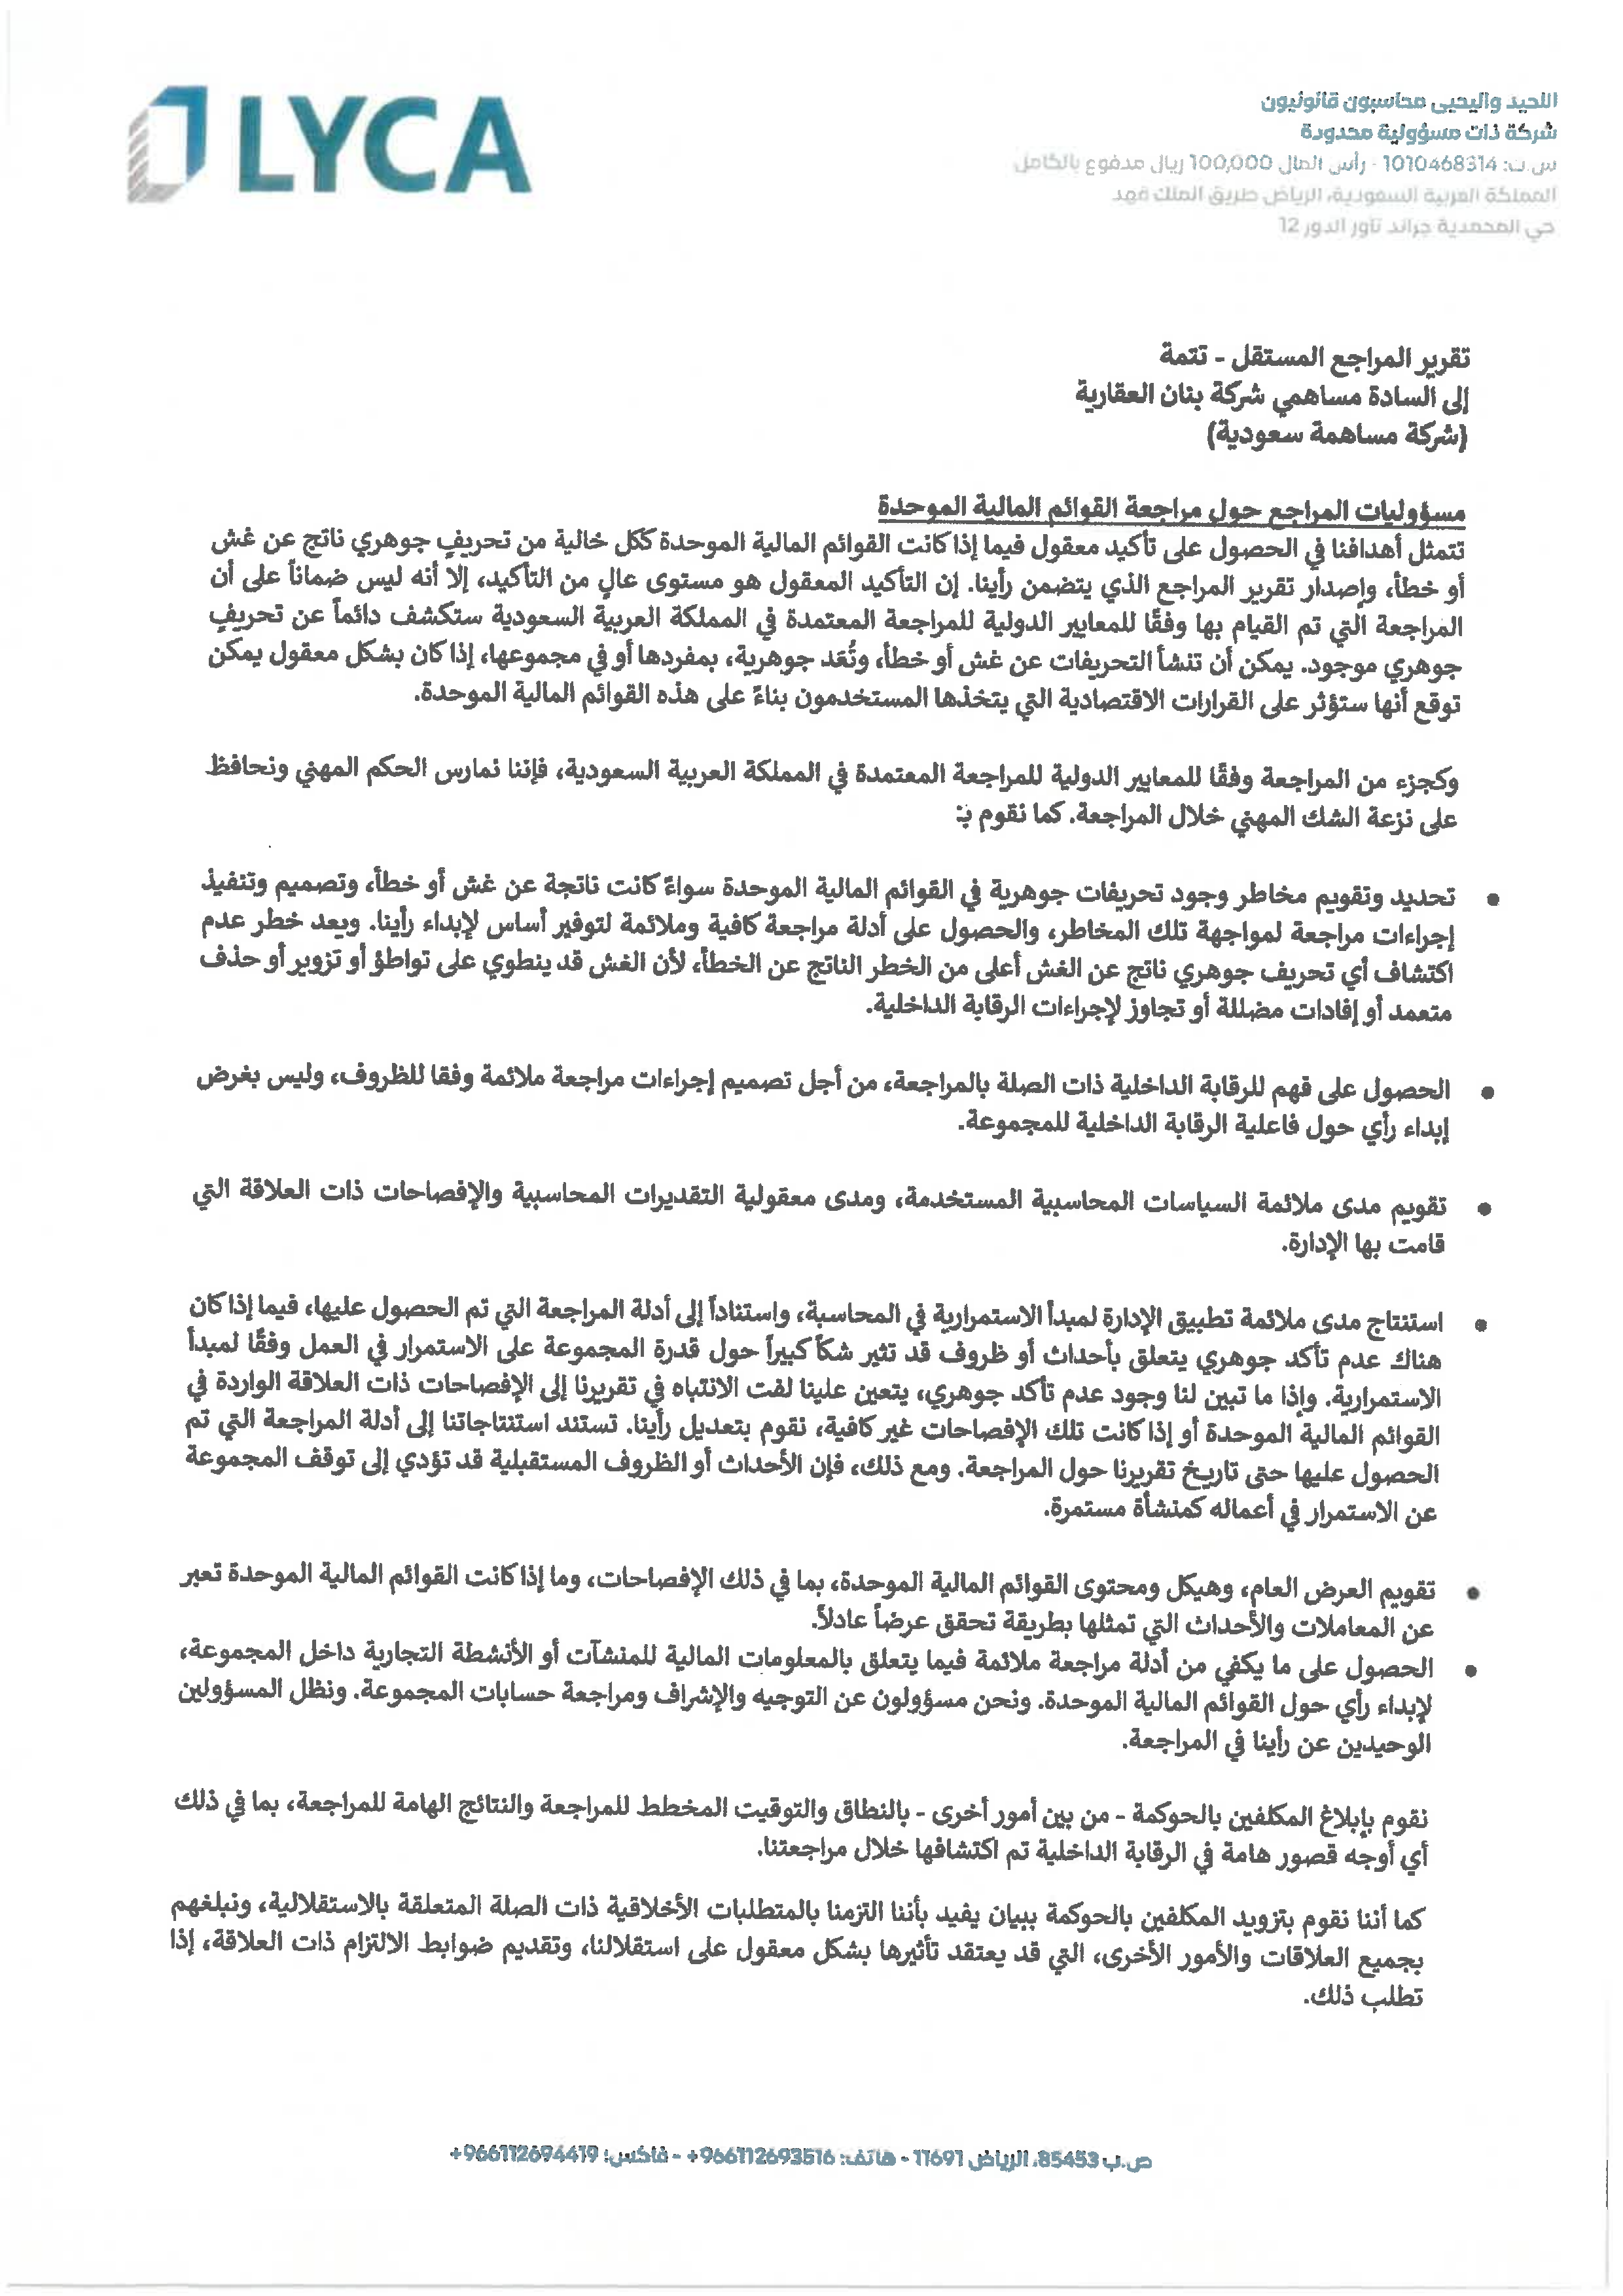 LYCA
اللحيد واليحيى محاسبون قانونيون
شركة ذات مسؤولية محدودة
س.ت: 1010468314 - رأس المال 100,000 ريال مدفوع بالكامل
المملكة العربية السعودية، الرياض طريق الملك فهد
حي المحمدية جراند تاور الدور 12
تقرير المراجع المستقل - تتمة
إلى السادة مساهمي شركة بنان العقارية
(شركة مساهمة سعودية)
مسؤوليات المراجع حول مراجعة القوائم المالية الموحدة
تتمثل أهدافنا في الحصول على تأكيد معقول فيما إذا كانت القوائم المالية الموحدة ككل خالية من تحريفٍ جوهري ناتج عن غش
أو خطأ، وإصدار تقرير المراجع الذي يتضمن رأينا. إن التأكيد المعقول هو مستوى عالٍ من التأكيد، إلا أنه ليس ضماناً على أن
المراجعة التي تم القيام بها وفقًا للمعايير الدولية للمراجعة المعتمدة في المملكة العربية السعودية ستكشف دائماً عن تحريفٍ
جوهري موجود. يمكن أن تنشأ التحريفات عن غش أو خطأ، وتُعَد جوهرية، بمفردها أو في مجموعها، إذا كان بشكل معقول يمكن
توقع أنها ستؤثر على القرارات الاقتصادية التي يتخذها المستخدمون بناءً على هذه القوائم المالية الموحدة.
وكجزء من المراجعة وفقًا للمعايير الدولية للمراجعة المعتمدة في المملكة العربية السعودية، فإننا نمارس الحكم المهني ونحافظ
على نزعة الشك المهني خلال المراجعة. كما نقوم بـ:
• تحديد وتقويم مخاطر وجود تحريفات جوهرية في القوائم المالية الموحدة سواءً كانت ناتجة عن غش أو خطأ، وتصميم وتنفيذ
إجراءات مراجعة لمواجهة تلك المخاطر، والحصول على أدلة مراجعة كافية وملائمة لتوفير أساس لإبداء رأينا. ويعد خطر عدم
اكتشاف أي تحريف جوهري ناتج عن الغش أعلى من الخطر الناتج عن الخطأ، لأن الغش قد ينطوي على تواطؤ أو تزوير أو حذف
متعمد أو إفادات مضللة أو تجاوز لإجراءات الرقابة الداخلية.
• الحصول على فهم للرقابة الداخلية ذات الصلة بالمراجعة، من أجل تصميم إجراءات مراجعة ملائمة وفقا للظروف، وليس بغرض
إبداء رأي حول فاعلية الرقابة الداخلية للمجموعة.
• تقويم مدى ملائمة السياسات المحاسبية المستخدمة، ومدى معقولية التقديرات المحاسبية والإفصاحات ذات العلاقة التي
قامت بها الإدارة.
• استنتاج مدى ملائمة تطبيق الإدارة لمبدأ الاستمرارية في المحاسبة، واستناداً إلى أدلة المراجعة التي تم الحصول عليها، فيما إذا كان
هناك عدم تأكد جوهري يتعلق بأحداث أو ظروف قد تثير شكاً كبيراً حول قدرة المجموعة على الاستمرار في العمل وفقًا لمبدأ
الاستمرارية. وإذا ما تبين لنا وجود عدم تأكد جوهري، يتعين علينا لفت الانتباه في تقريرنا إلى الإفصاحات ذات العلاقة الواردة في
القوائم المالية الموحدة أو إذا كانت تلك الإفصاحات غير كافية، نقوم بتعديل رأينا. تستند استنتاجاتنا إلى أدلة المراجعة التي تم
الحصول عليها حتى تاريخ تقريرنا حول المراجعة. ومع ذلك، فإن الأحداث أو الظروف المستقبلية قد تؤدي إلى توقف المجموعة
عن الاستمرار في أعماله كمنشأة مستمرة.
• تقويم العرض العام، وهيكل ومحتوى القوائم المالية الموحدة، بما في ذلك الإفصاحات، وما إذا كانت القوائم المالية الموحدة تعبر
عن المعاملات والأحداث التي تمثلها بطريقة تحقق عرضاً عادلاً.
• الحصول على ما يكفي من أدلة مراجعة ملائمة فيما يتعلق بالمعلومات المالية للمنشآت أو الأنشطة التجارية داخل المجموعة،
لإبداء رأي حول القوائم المالية الموحدة. ونحن مسؤولون عن التوجيه والإشراف ومراجعة حسابات المجموعة. ونظل المسؤولين
الوحيدين عن رأينا في المراجعة.
نقوم بإبلاغ المكلفين بالحوكمة - من بين أمور أخرى - بالنطاق والتوقيت المخطط للمراجعة والنتائج الهامة للمراجعة، بما في ذلك
أي أوجه قصور هامة في الرقابة الداخلية تم اكتشافها خلال مراجعتنا.
كما أننا نقوم بتزويد المكلفين بالحوكمة ببيان يفيد بأننا التزمنا بالمتطلبات الأخلاقية ذات الصلة المتعلقة بالاستقلالية، ونبلغهم
بجميع العلاقات والأمور الأخرى، التي قد يعتقد تأثيرها بشكل معقول على استقلالنا، وتقديم ضوابط الالتزام ذات العلاقة، إذا
تطلب ذلك.
ص.ب 85453، الرياض 11691 - هاتف: 966112693516+ - فاكس: 966112694419+